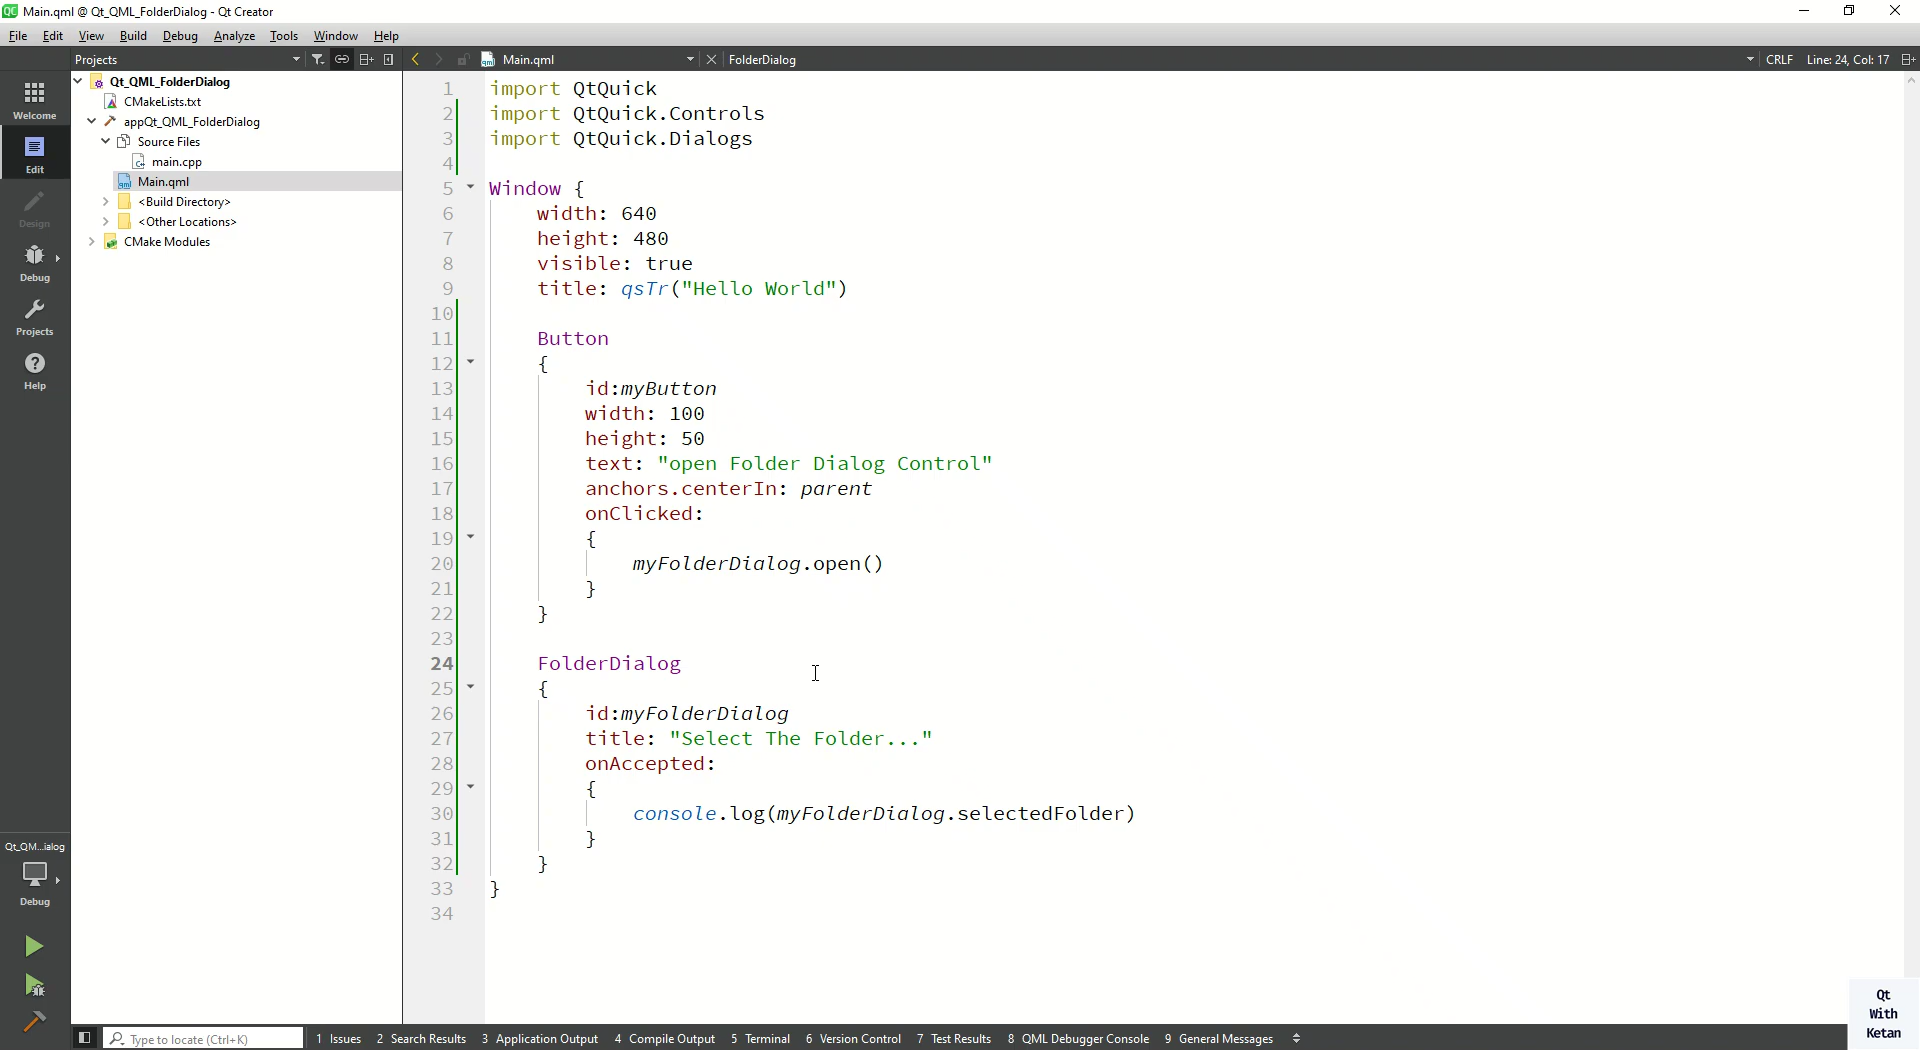 Main.qml @ Qt_QML_FolderDialog - Qt Creator
File Edit View Build Debug Analyze Tools Window Help
Projects Main.qml FolderDialog CRLF Line: 24, Col: 17
Welcome
Edit
Design
Debug
Projects
Help
Qt_QM...ialog
Debug
Qt_QML_FolderDialog
CMakeLists.txt
appQt_QML_FolderDialog
Source Files
main.cpp
Main.qml
<Build Directory>
<Other Locations>
CMake Modules
1 import QtQuick
2 import QtQuick.Controls
3 import QtQuick.Dialogs
4
5 Window {
6 width: 640
7 height: 480
8 visible: true
9 title: qsTr("Hello World")
10
11 Button
12 {
13 id:myButton
14 width: 100
15 height: 50
16 text: "open Folder Dialog Control"
17 anchors.centerIn: parent
18 onClicked:
19 {
20 myFolderDialog.open()
21 }
22 }
23
24 FolderDialog
25 {
26 id:myFolderDialog
27 title: "Select The Folder..."
28 onAccepted:
29 {
30 console.log(myFolderDialog.selectedFolder)
31 }
32 }
33 }
34
Qt
With
Ketan
Type to locate (Ctrl+K) 1 Issues 2 Search Results 3 Application Output 4 Compile Output 5 Terminal 6 Version Control 7 Test Results 8 QML Debugger Console 9 General Messages